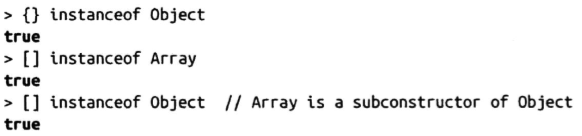 > {} instanceof Object
true
> [] instanceof Array
true
> [] instanceof Object // Array is a subconstructor of Object
true